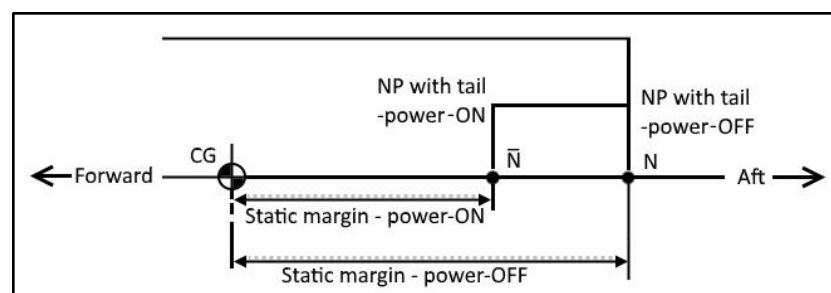 NP with tail
-power-ON
NP with tail
-power-OFF
CG
N̅
N
Forward
Aft
Static margin - power-ON
Static margin - power-OFF